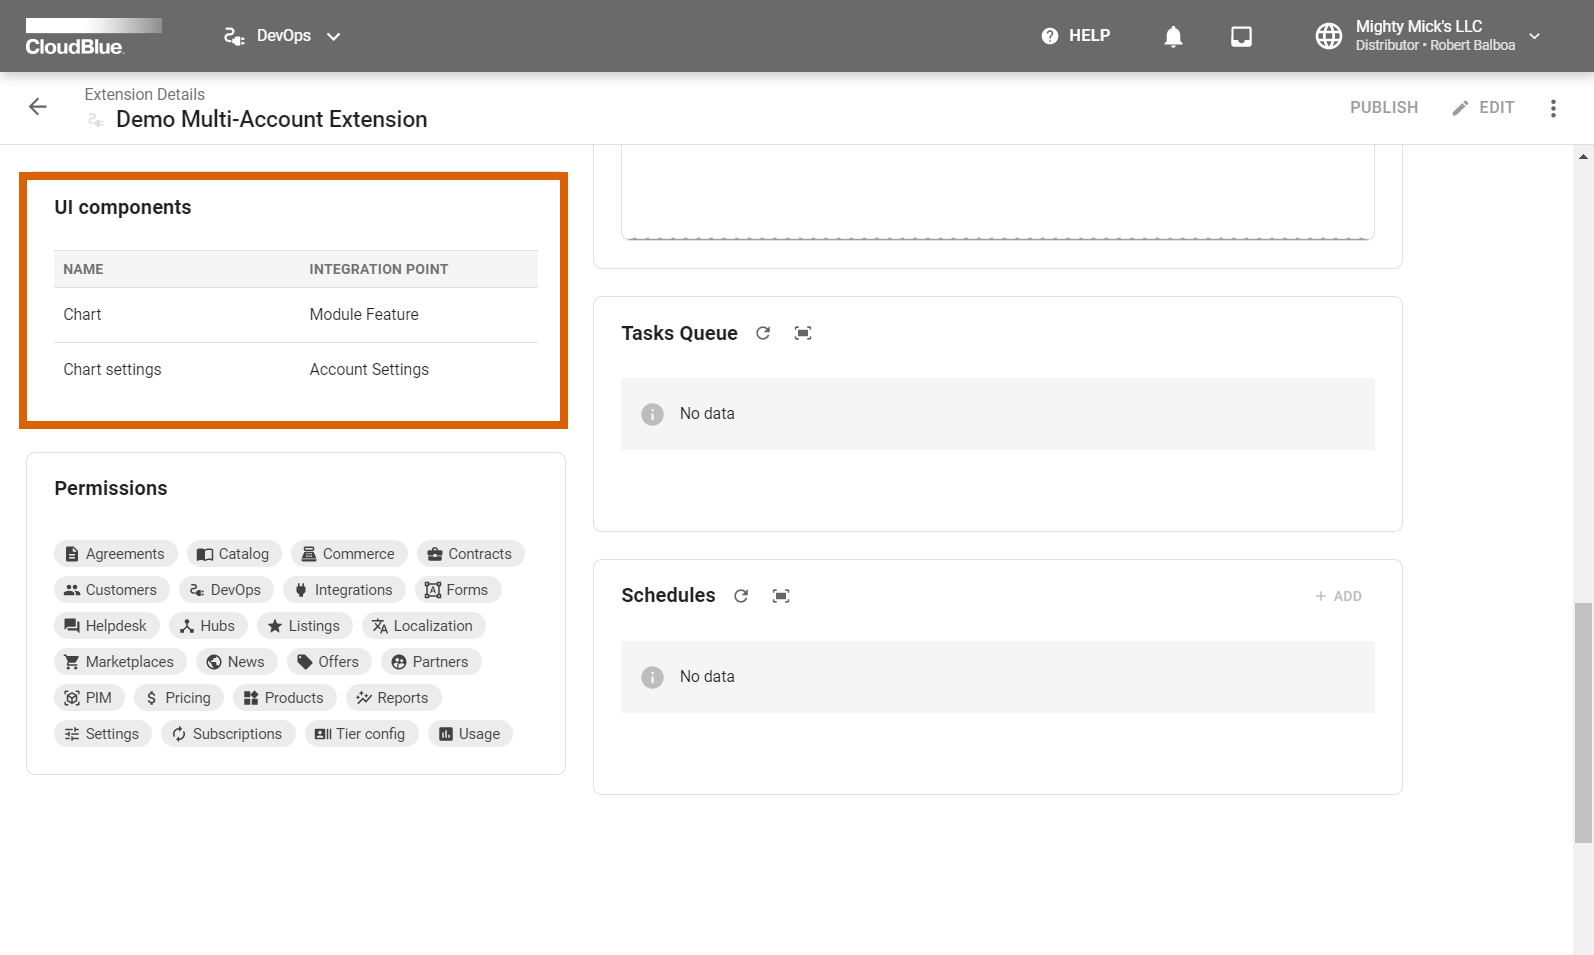 CloudBlue
DevOps
HELP
Mighty Mick's LLC
Distributor • Robert Balboa
Extension Details
Demo Multi-Account Extension
PUBLISH
EDIT
UI components
NAME INTEGRATION POINT
Chart Module Feature
Chart settings Account Settings
Permissions
Agreements Catalog Commerce Contracts
Customers DevOps Integrations Forms
Helpdesk Hubs Listings Localization
Marketplaces News Offers Partners
PIM Pricing Products Reports
Settings Subscriptions Tier config Usage
Tasks Queue
No data
Schedules
+ ADD
No data